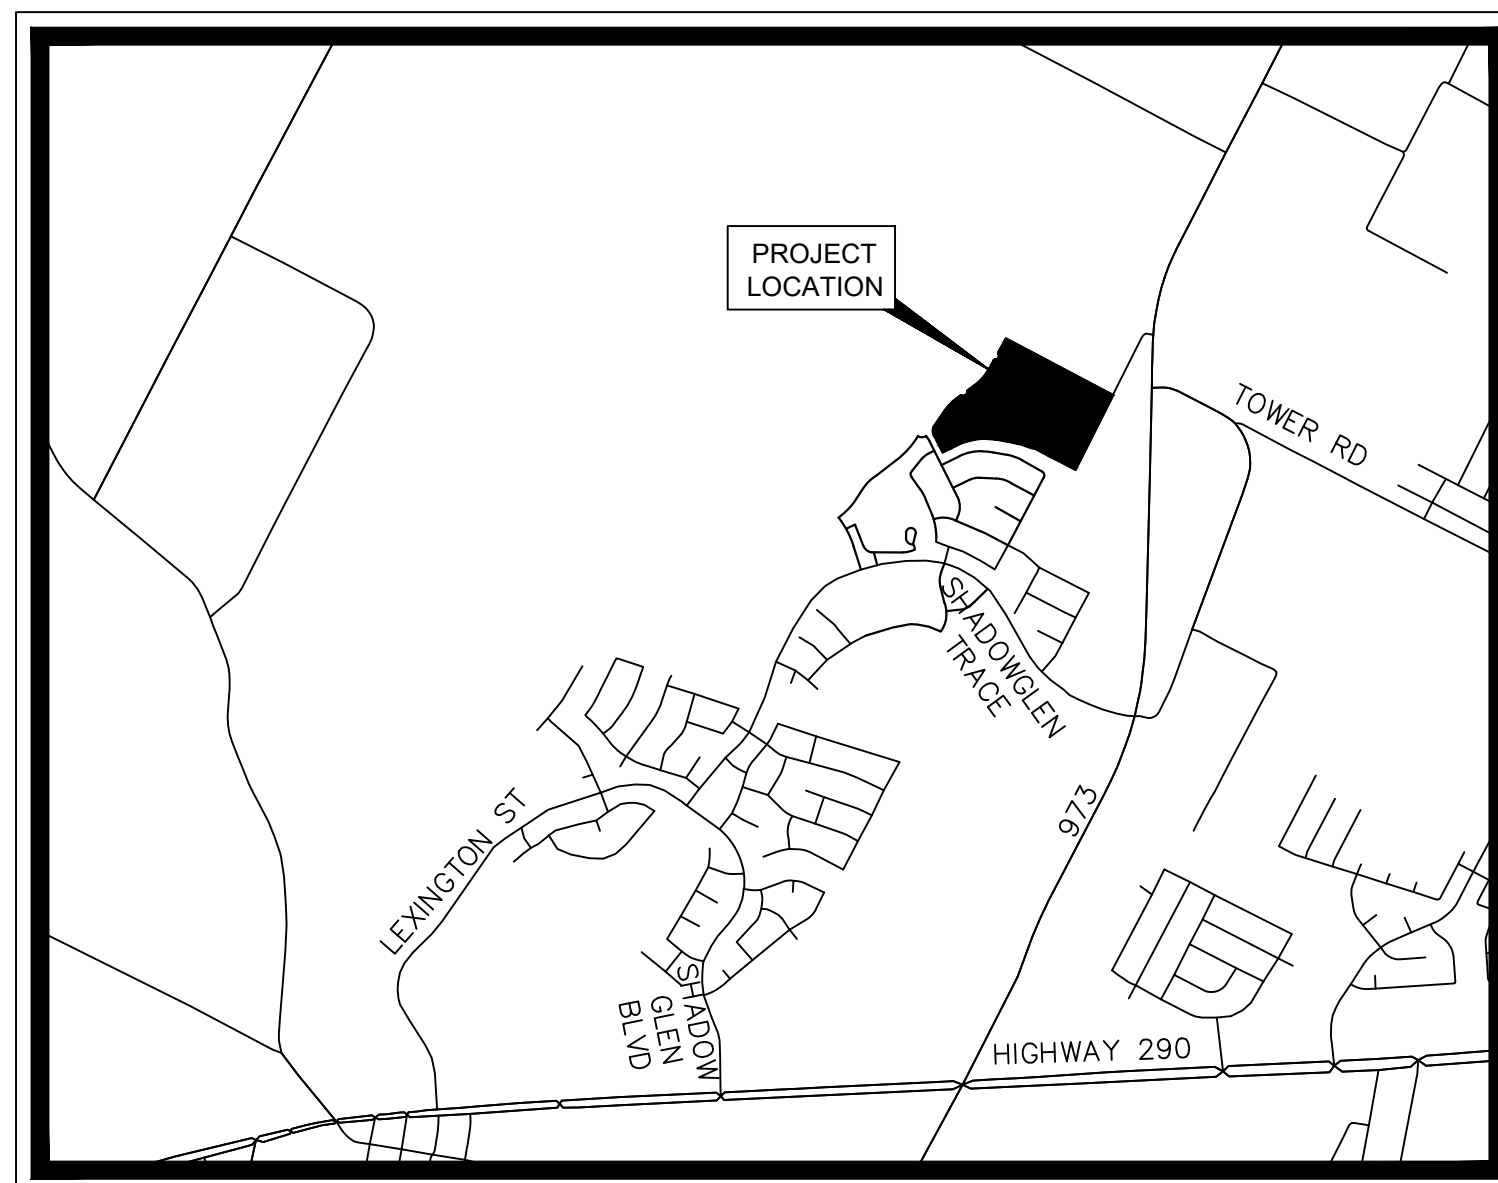 PROJECT
LOCATION
TOWER RD
SHADOWGLEN
TRACE
973
LEXINGTON ST
SHADOW
GLEN
BLVD
HIGHWAY 290